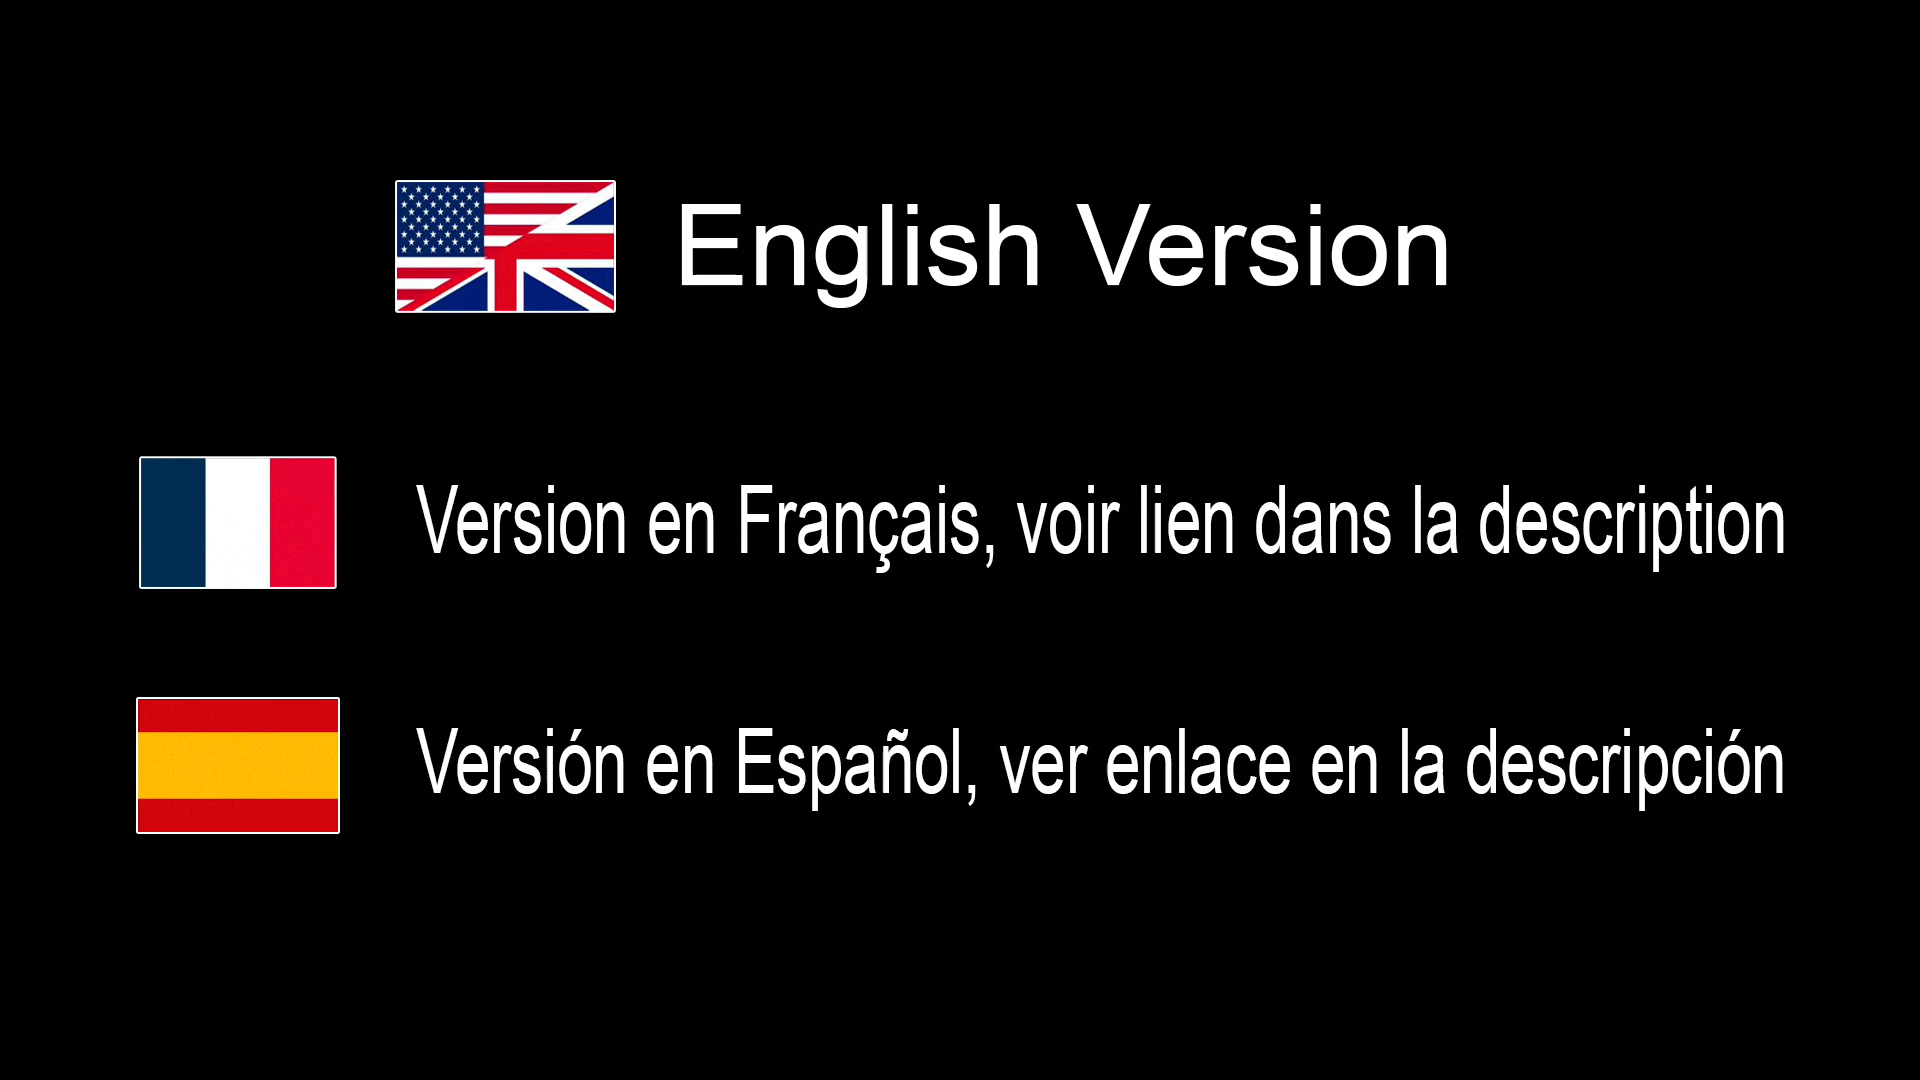 English Version
Version en Français, voir lien dans la description
Versión en Español, ver enlace en la descripción